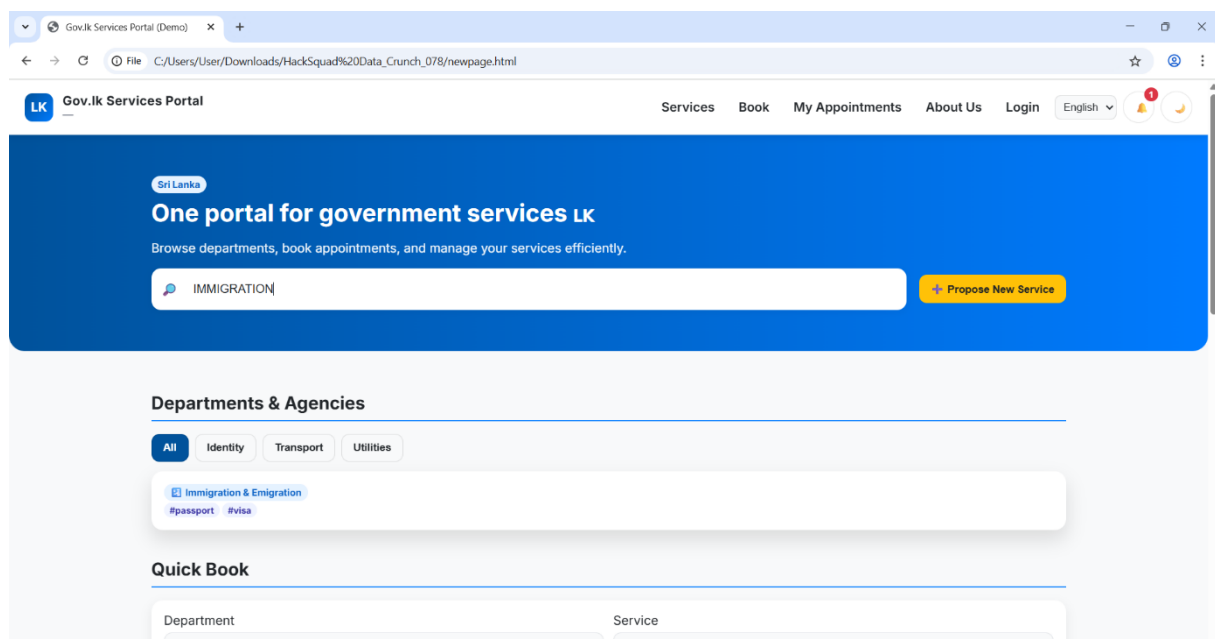 Gov.lk Services Portal (Demo)
File C:/Users/User/Downloads/HackSquad%20Data_Crunch_078/newpage.html
LK Gov.lk Services Portal
—
Services Book My Appointments About Us Login English 1
Sri Lanka
One portal for government services LK
Browse departments, book appointments, and manage your services efficiently.
IMMIGRATION
Propose New Service
Departments & Agencies
All Identity Transport Utilities
Immigration & Emigration
#passport #visa
Quick Book
Department Service